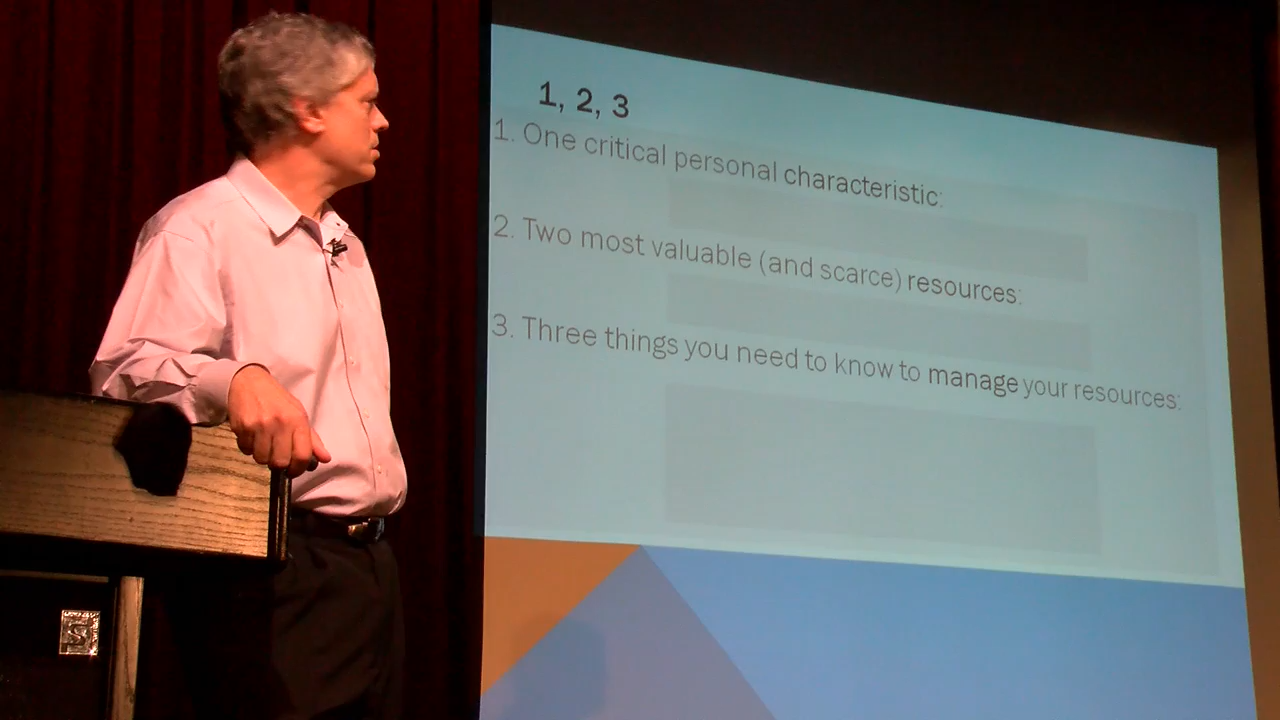 1, 2, 3
1. One critical personal characteristic:
2. Two most valuable (and scarce) resources:
3. Three things you need to know to manage your resources: